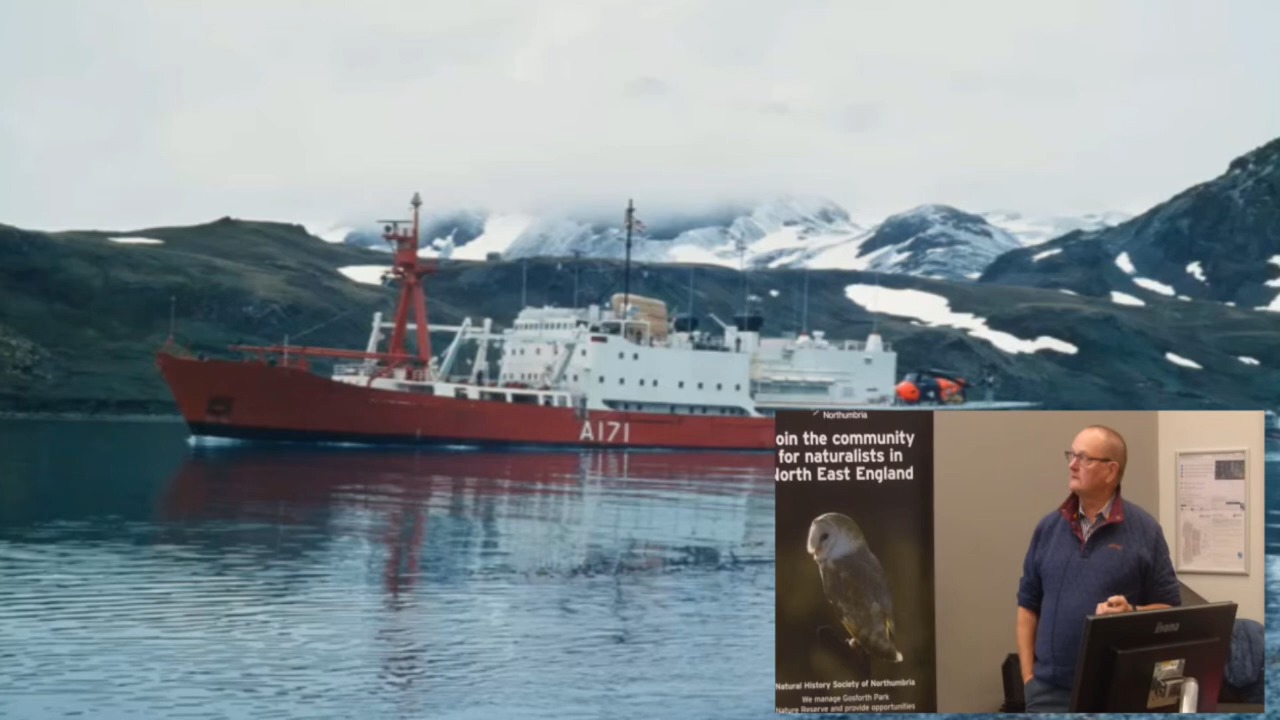 A171
Northumbria
oin the community
for naturalists in
North East England
Natural History Society of Northumbria
We manage Gosforth Park
Nature Reserve and provide opportunities
iiyama